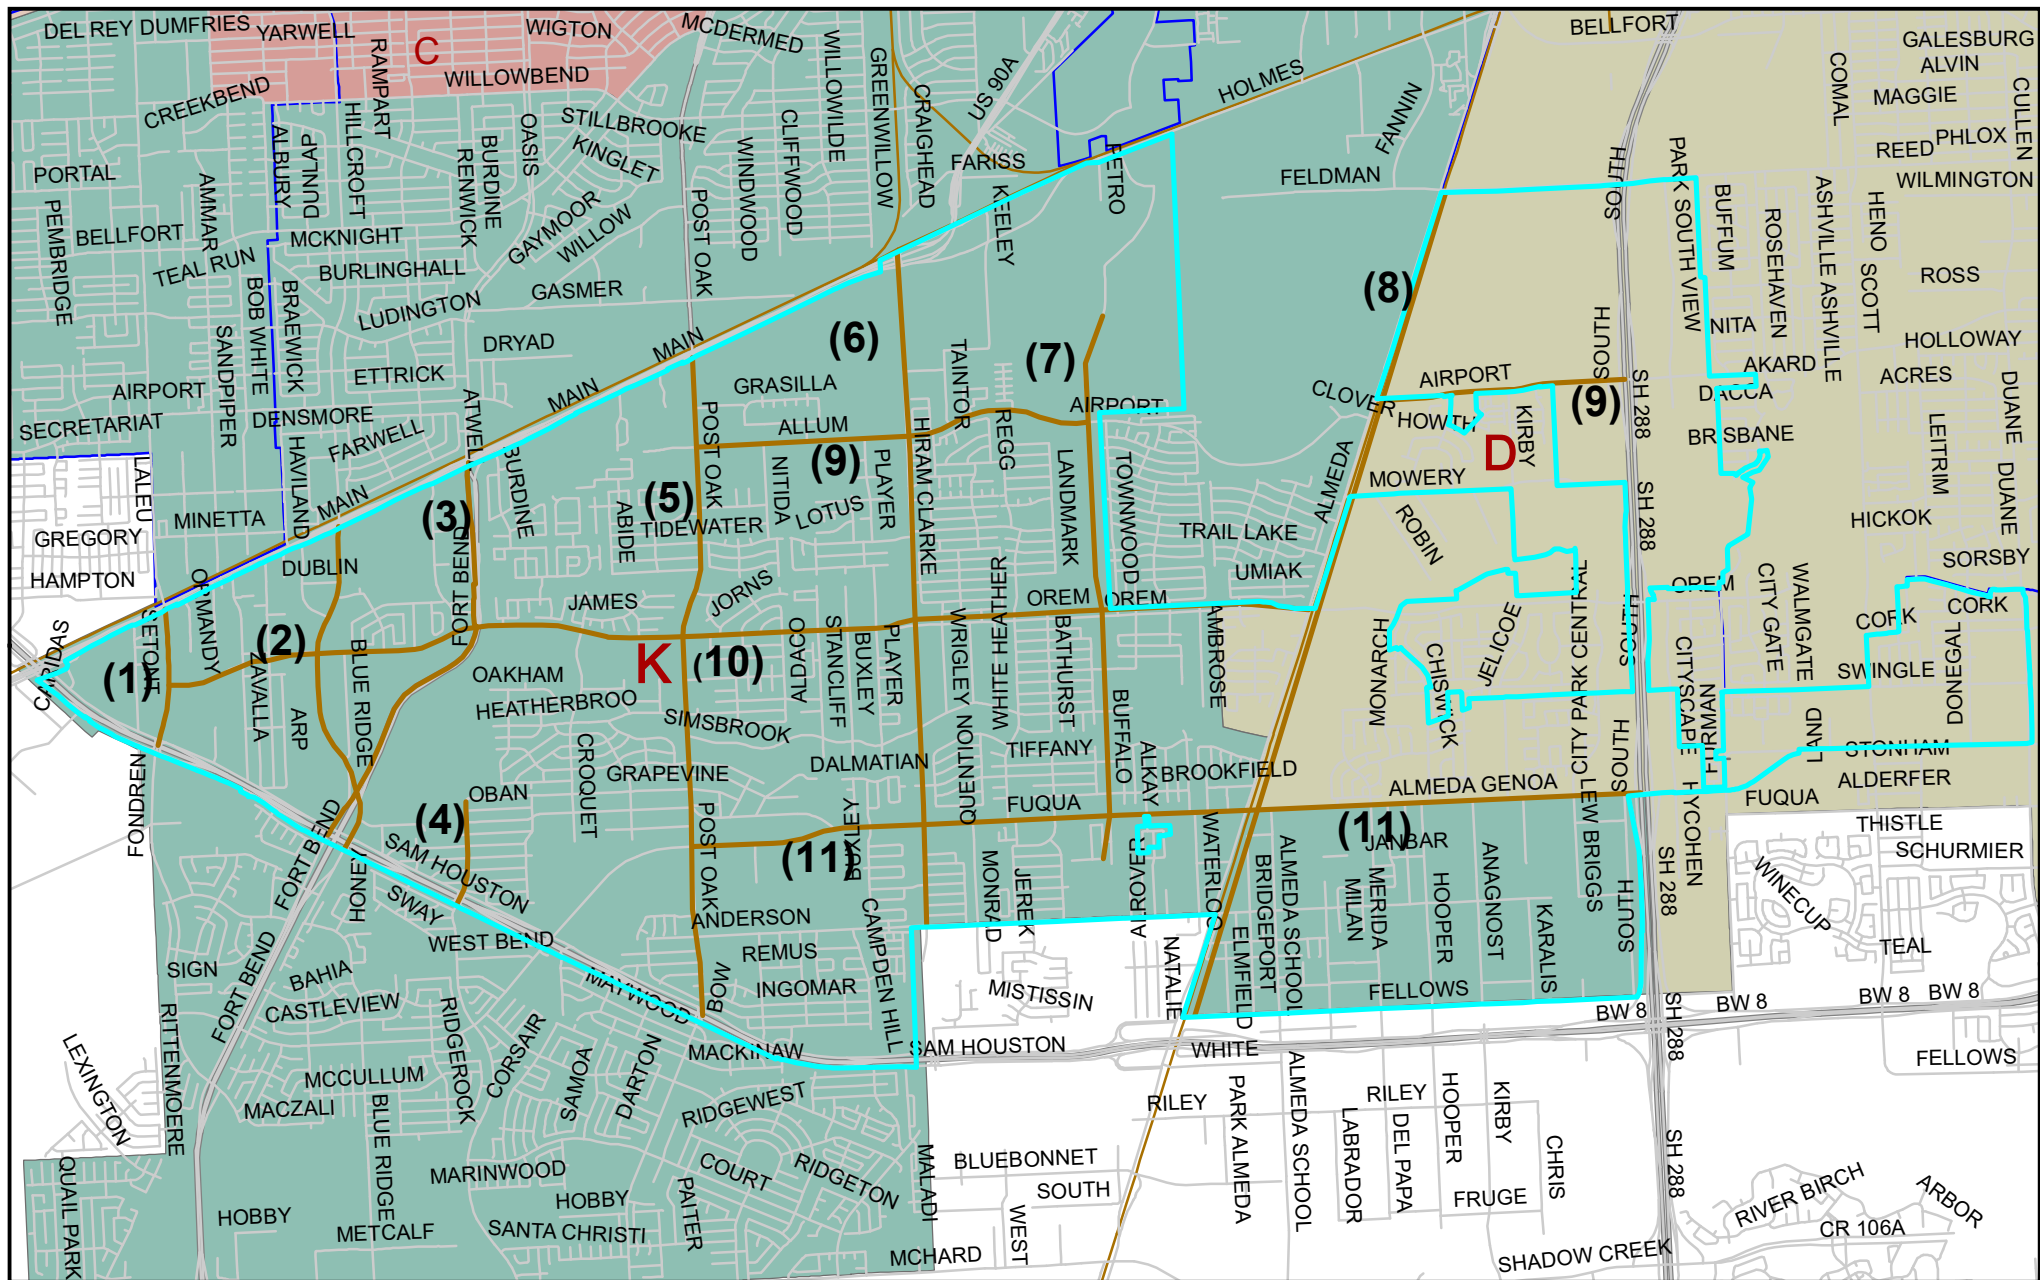 DEL REY
DUMFRIES
YARWELL
C
WIGTON
MCDERMED
BELLFORT
RAMPART
WILLOWBEND
CREEKBEND
WILLOWILDE
GREENWILLOW
CRAIGHEAD
US 90A
HOLMES
FANNIN
COMAL
GALESBURG
ALVIN
MAGGIE
CULLEN
ALBURY
DUNLAP
HILLCROFT
RENWICK
BURDINE
OASIS
STILLBROOKE
KINGLET
WINDWOOD
CLIFFWOOD
FARISS
PETRO
FELDMAN
SOUTH
PARK SOUTH VIEW
REED
PHLOX
WILMINGTON
PORTAL
PEMBRIDGE
AMMAR
BELLFORT
TEAL RUN
MCKNIGHT
BURLINGHALL
GAYMOOR
WILLOW
POST OAK
KEELEY
BUFFUM
ROSEHAVEN
ASHVILLE
ASHVILLE
HENO
SCOTT
ROSS
BOB WHITE
BRAEWICK
LUDINGTON
GASMER
SANDPIPER
DRYAD
MAIN
(6)
(7)
(8)
SOUTH
NITA
HOLLOWAY
AIRPORT
ETTRICK
MAIN
GRASILLA
TAINTOR
AIRPORT
CLOVER
AIRPORT
(9)
SH 288
AKARD
DACCA
ACRES
DUANE
SECRETARIAT
DENSMORE
FARWELL
ATWELL
ALLUM
POST OAK
HIRAM CLARKE
REGG
HOWTH
KIRBY
D
BRISBANE
LEITRIM
LALEU
HAVILAND
MAIN
BURDINE
(9)
NITIDA
PLAYER
LANDMARK
TOWNWOOD
ALMEDA
MOWERY
DUANE
GREGORY
MINETTA
(3)
(5)
ABIDE
TIDEWATER
LOTUS
TRAIL LAKE
ROBIN
SH 288
HICKOK
HAMPTON
ORMANDY
DUBLIN
FORT BEND
JAMES
JORNS
WHITE HEATHER
OREM
OREM
UMIAK
OREM
SORSBY
CITY GATE
WALMGATE
CORK
CORK
(1)
(2)
ZAVALLA
BLUE RIDGE
K
(10)
ALDACO
STANCLIFF
BUXLEY
PLAYER
WRIGLEY
BATHURST
AMBROSE
MONARCH
CHISWICK
JELICOE
CITY PARK CENTRAL
SOUTH
CITYSCAPE
FURMAN
SWINGLE
DONEGAL
OAKHAM
HEATHERBROO
SIMSBROOK
ARP
FONDREN
CROQUET
GRAPEVINE
DALMATIAN
QUENTION
TIFFANY
BUFFALO
ALKAY
BROOKFIELD
ALMEDA GENOA
SOUTH
LAND
STONHAM
ALDERFER
OBAN
(4)
FORT BEND
POST OAK
BUXLEY
FUQUA
WATERLOO
LEW BRIGGS
HYCOHEN
FUQUA
THISTLE
SCHURMIER
SAM HOUSTON
(11)
(11)
JANBAR
FORT BEND
SWAY
WEST BEND
ANDERSON
REMUS
INGOMAR
CAMPDEN HILL
MONRAD
JEREK
NATALIE
ELMFIELD
BRIDGEPORT
ALMEDA SCHOOL
MILAN
MERIDA
HOOPER
ANAGNOST
KARALIS
SOUTH
SH 288
WINECUP
TEAL
SIGN
BAHIA
CASTLEVIEW
RITTENMOERE
FORT BEND
MAYWOOD
BOW
MISTISSIN
FELLOWS
BW 8
SH 288
BW 8
BW 8
BW 8
LEXINGTON
RIDGEROCK
CORSAIR
SAMOA
DARTON
MACKINAW
SAM HOUSTON
WHITE
FELLOWS
MCCULLUM
MACZALI
BLUE RIDGE
RIDGEWEST
RILEY
PARK ALMEDA
ALMEDA SCHOOL
LABRADOR
RILEY
DEL PAPA
HOOPER
KIRBY
CHRIS
SH 288
QUAIL PARK
MARINWOOD
HOBBY
HOBBY
METCALF
SANTA CHRISTI
PAITER
COURT
RIDGETON
MALADI
BLUEBONNET
SOUTH
WEST
MCHARD
FRUGE
SHADOW CREEK
RIVER BIRCH
ARBOR
CR 106A